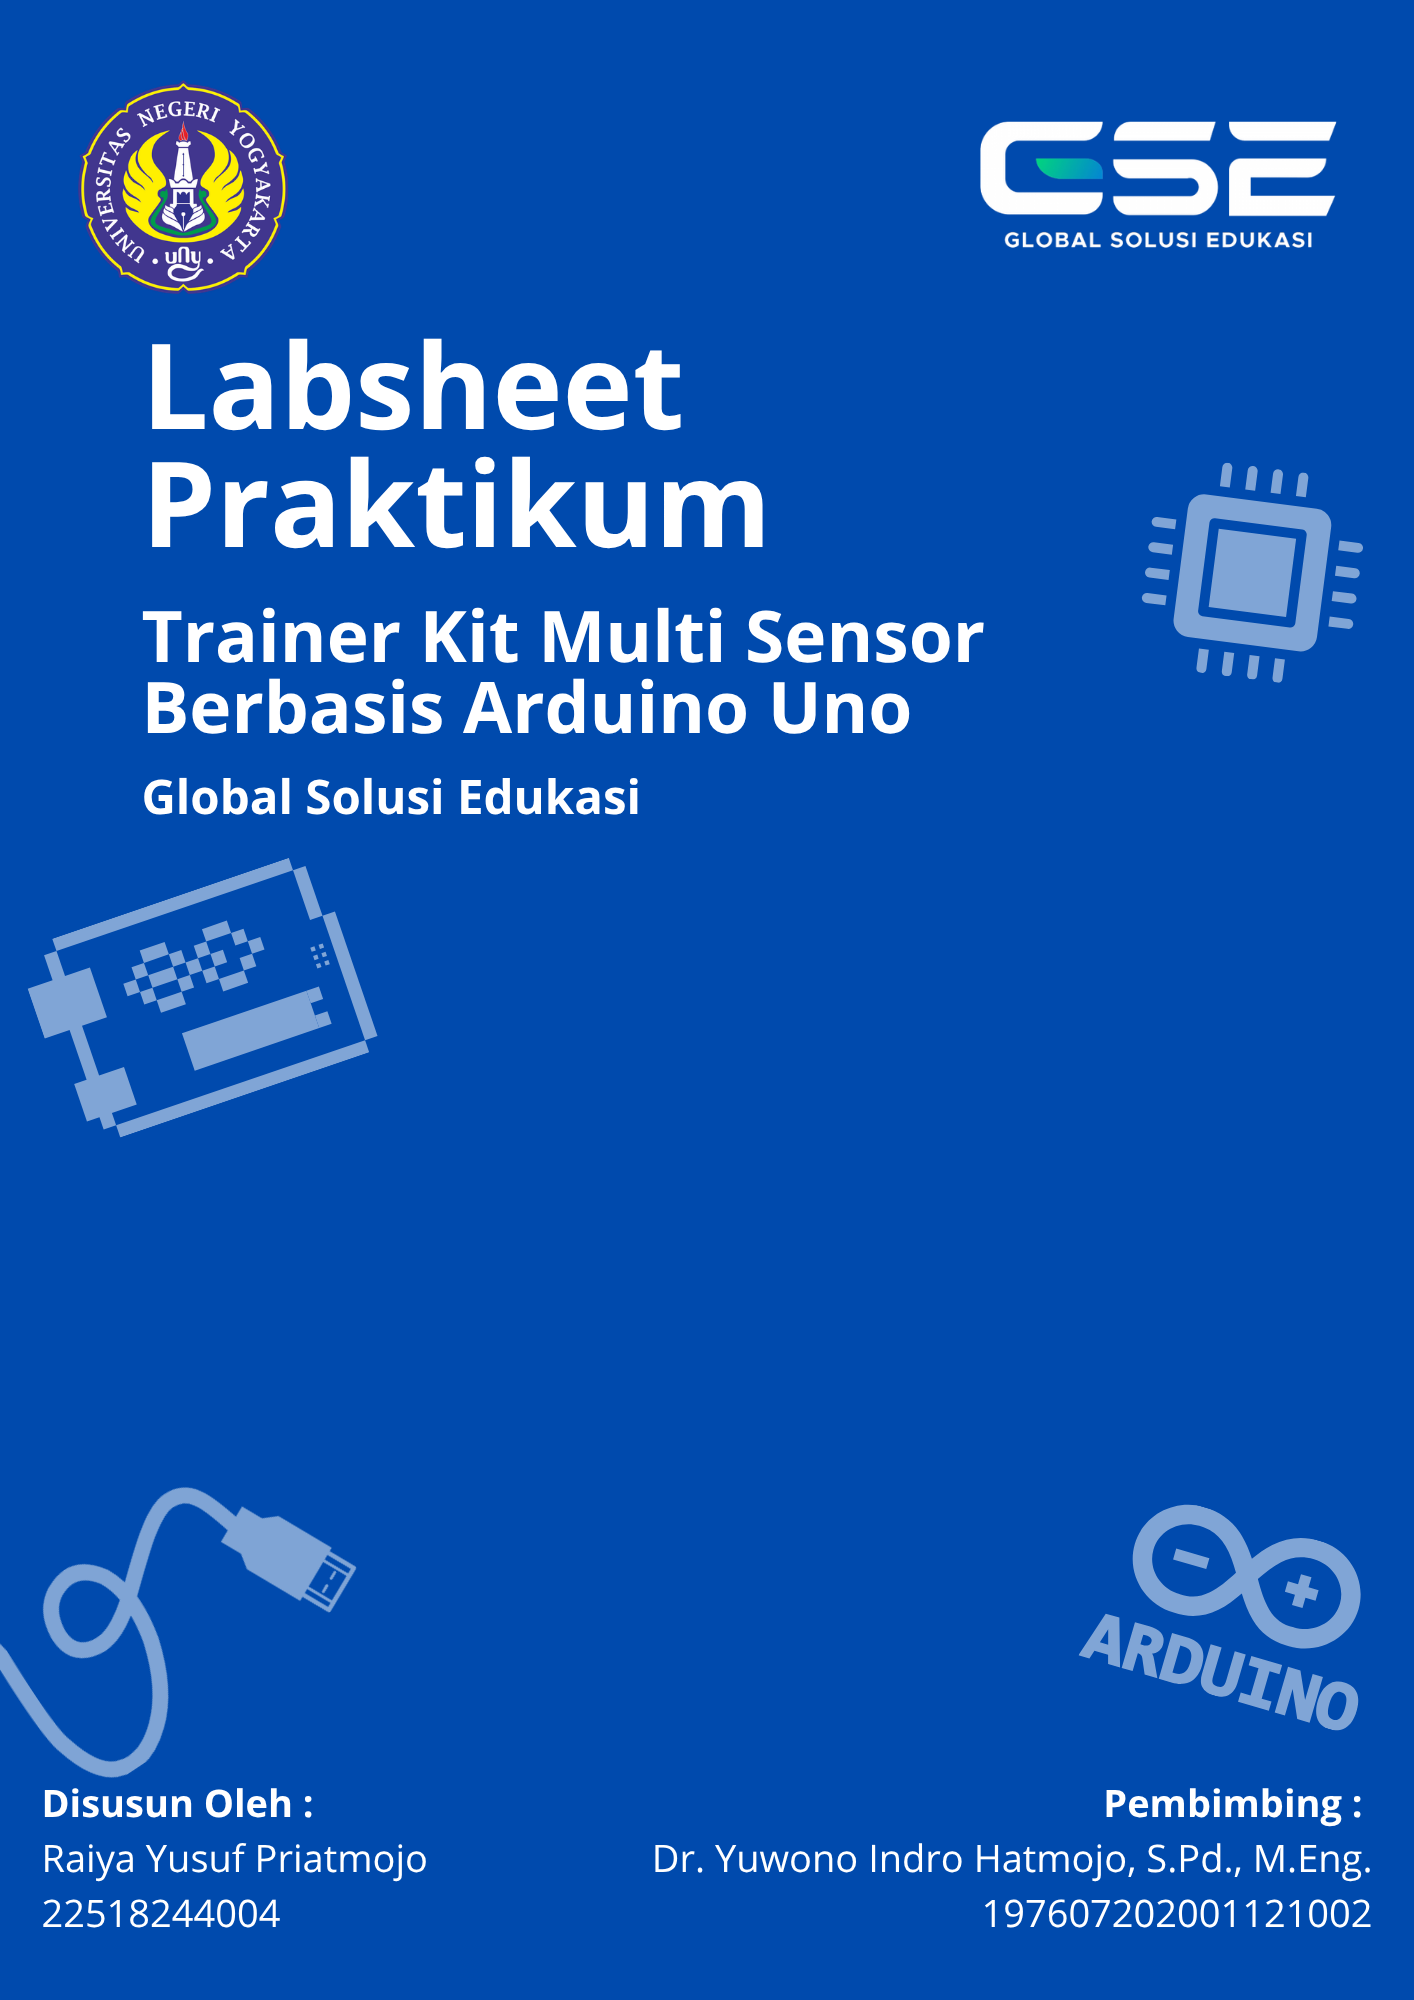 UNIVERSITAS NEGERI YOGYAKARTA
uny
GSE
GLOBAL SOLUSI EDUKASI
Labsheet
Praktikum
Trainer Kit Multi Sensor
Berbasis Arduino Uno
Global Solusi Edukasi
ARDUINO
Disusun Oleh :
Raiya Yusuf Priatmojo
22518244004
Pembimbing :
Dr. Yuwono Indro Hatmojo, S.Pd., M.Eng.
197607202001121002